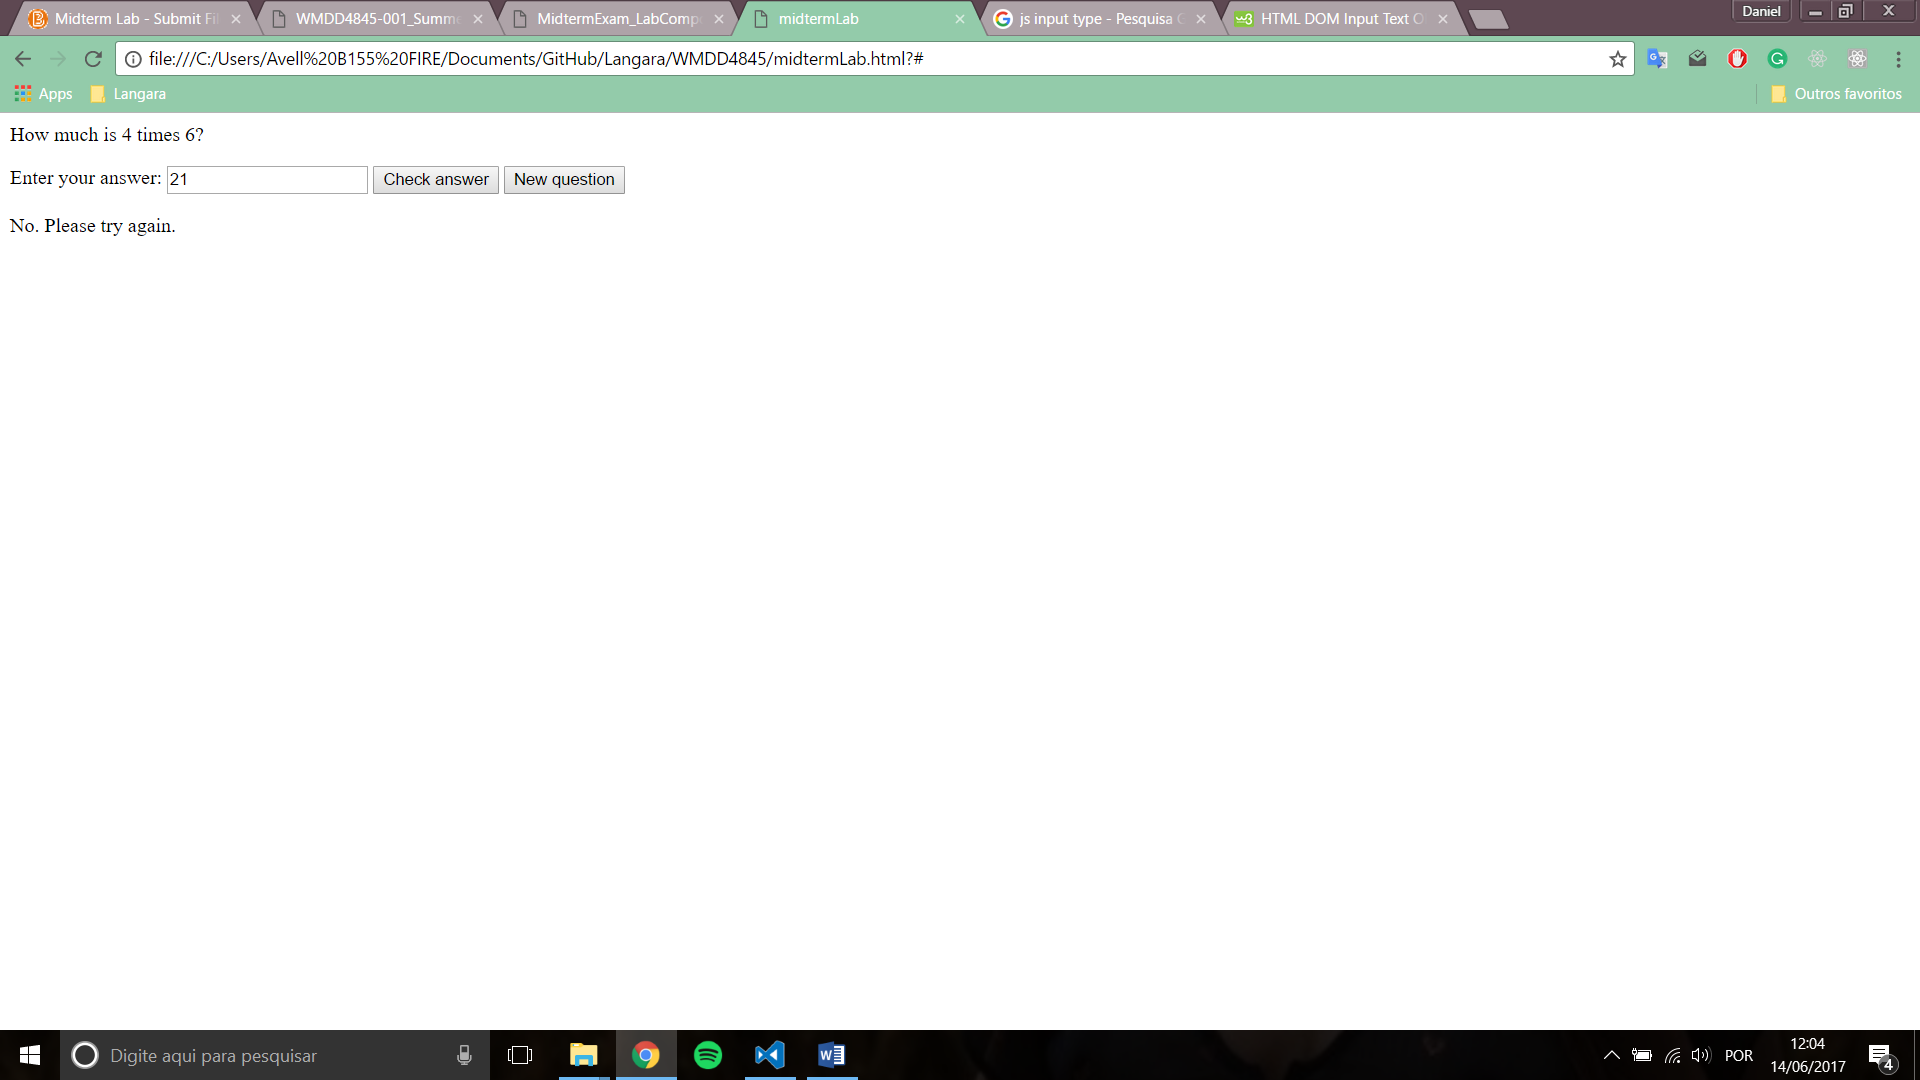 Midterm Lab - Submit Fi
WMDD4845-001_Summe
MidtermExam_LabCompo
midtermLab
js input type - Pesquisa G
HTML DOM Input Text O
Daniel
file:///C:/Users/Avell%20B155%20FIRE/Documents/GitHub/Langara/WMDD4845/midtermLab.html?#
Apps
Langara
Outros favoritos
How much is 4 times 6?
Enter your answer: 21 Check answer New question
No. Please try again.
Digite aqui para pesquisar
POR
12:04
14/06/2017
4